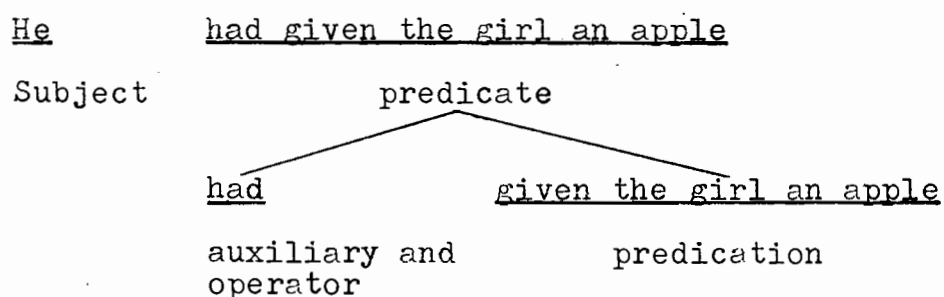 He had given the girl an apple
Subject predicate
had given the girl an apple
auxiliary and predication
operator